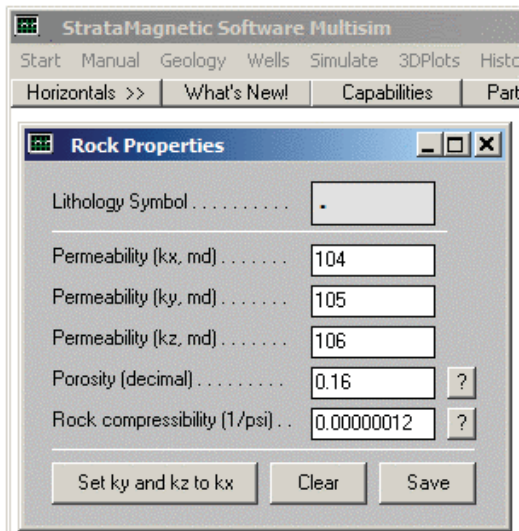 StrataMagnetic Software Multisim
Start Manual Geology Wells Simulate 3DPlots Histo
Horizontals >> What's New! Capabilities Part
Rock Properties
Lithology Symbol . . . . . . . . . . .
Permeability (kx, md) . . . . . . . 104
Permeability (ky, md) . . . . . . . 105
Permeability (kz, md) . . . . . . . 106
Porosity (decimal) . . . . . . . . . 0.16 ?
Rock compressibility (1/psi) . . 0.00000012 ?
Set ky and kz to kx Clear Save